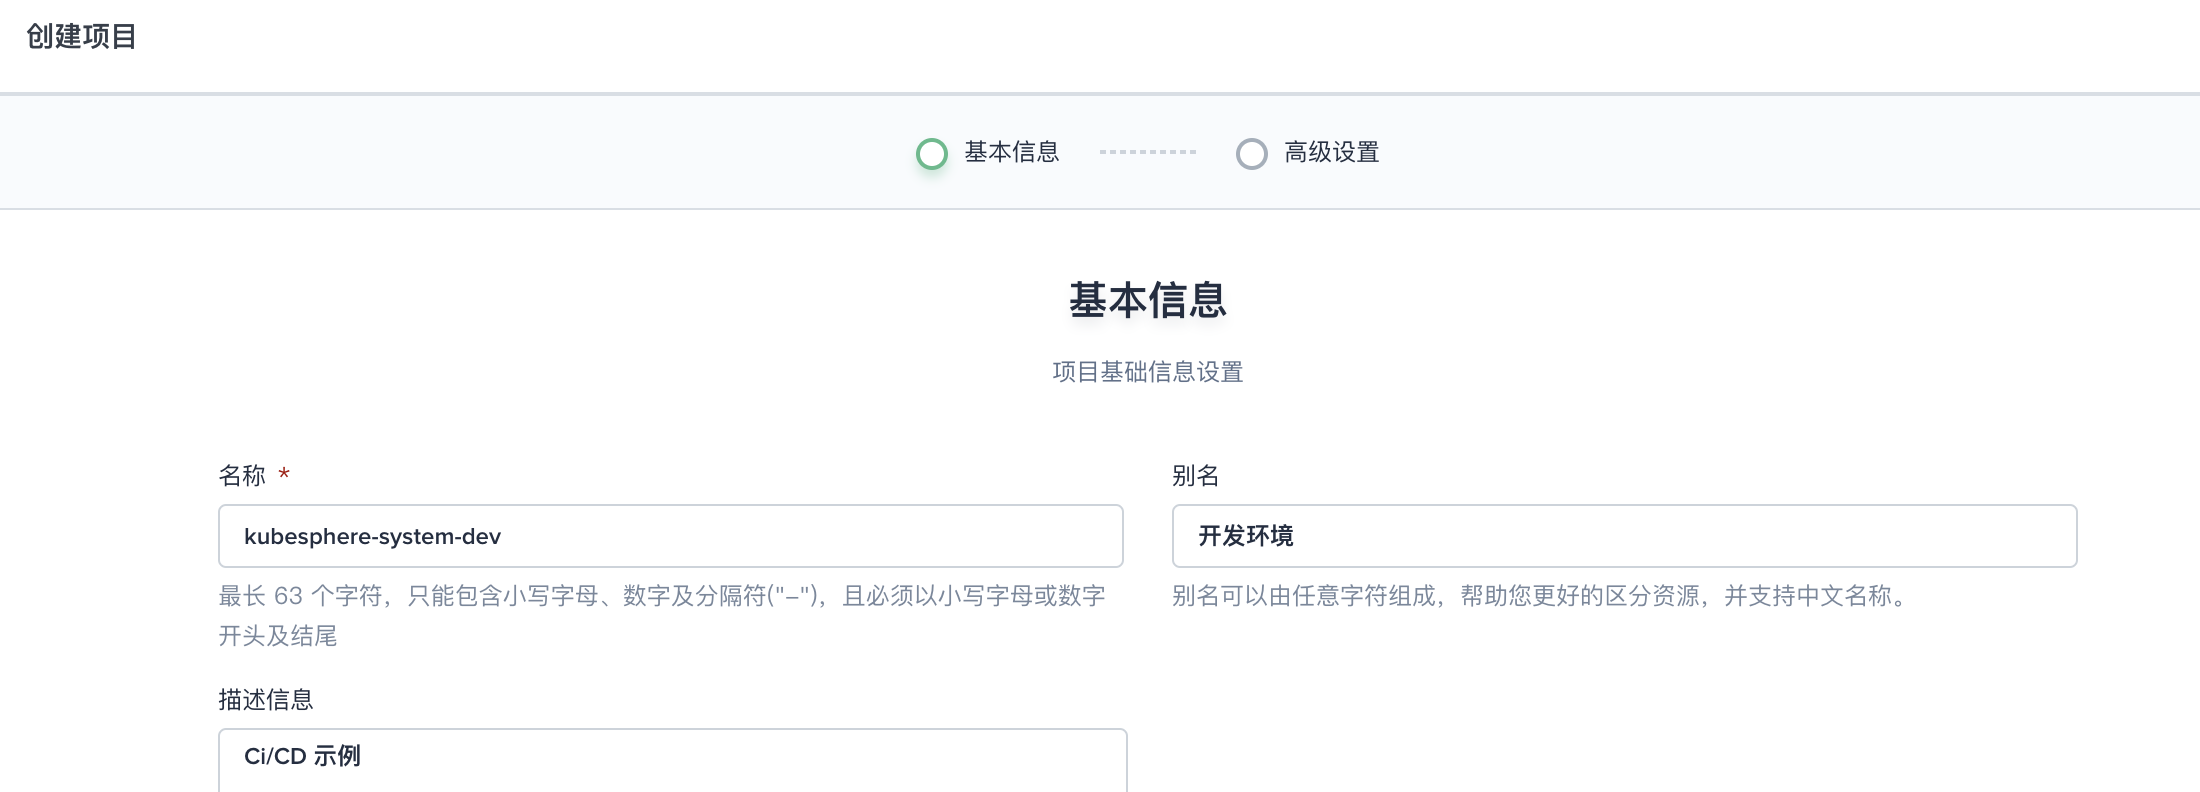 创建项目
基本信息
高级设置
基本信息
项目基础信息设置
名称 *
kubesphere-system-dev
最长 63 个字符，只能包含小写字母、数字及分隔符("-")，且必须以小写字母或数字
开头及结尾
别名
开发环境
别名可以由任意字符组成，帮助您更好的区分资源，并支持中文名称。
描述信息
Ci/CD 示例